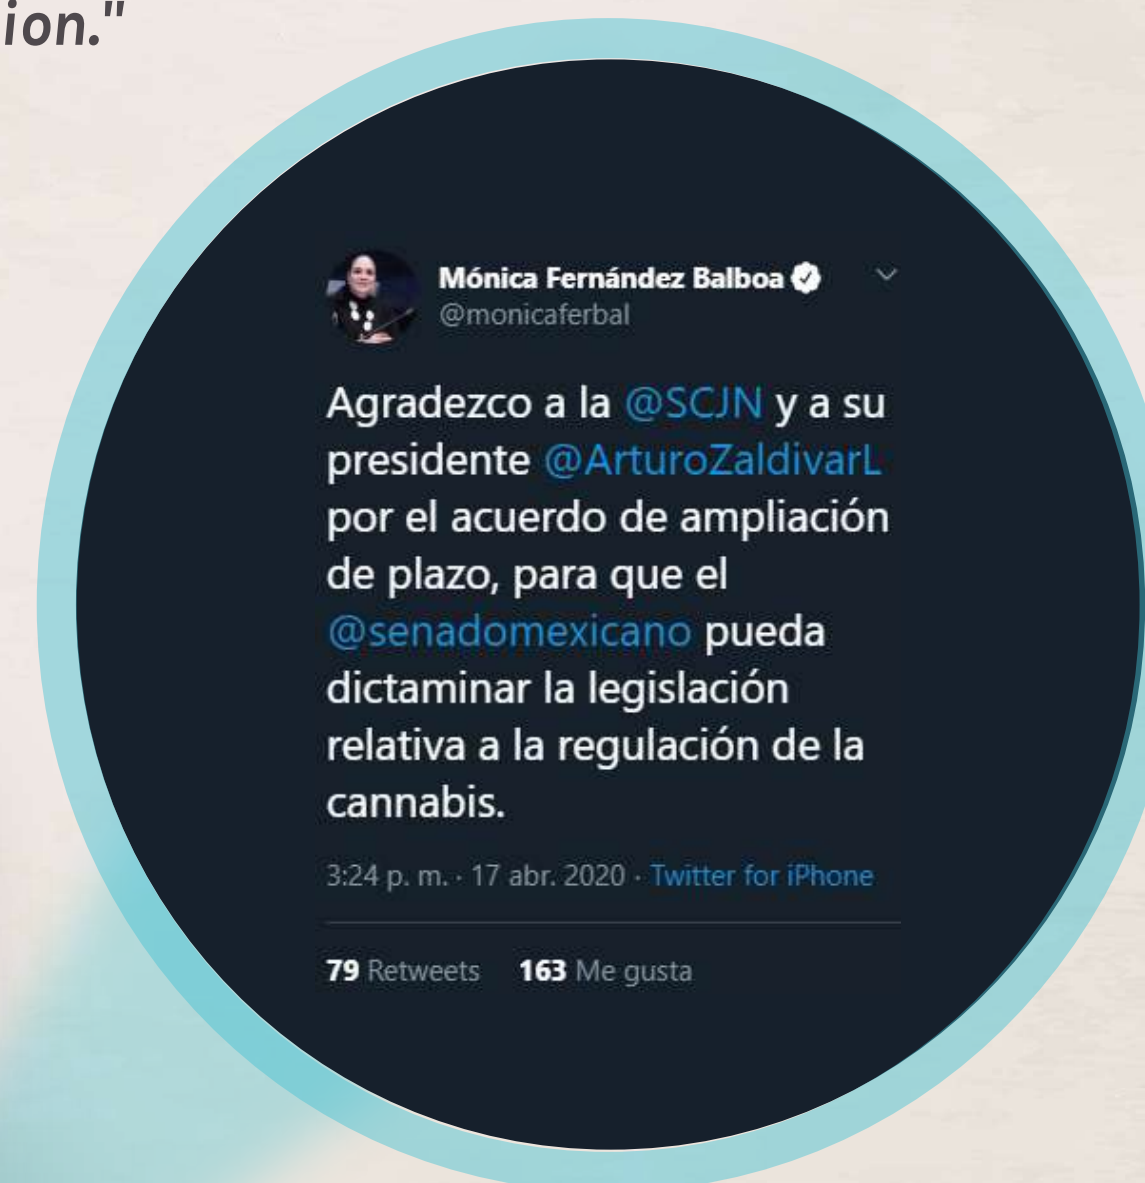 ion."
Mónica Fernández Balboa
@monicaferbal
Agradezco a la @SCJN y a su
presidente @ArturoZaldivarL
por el acuerdo de ampliación
de plazo, para que el
@senadomexicano pueda
dictaminar la legislación
relativa a la regulación de la
cannabis.
3:24 p. m. · 17 abr. 2020 · Twitter for iPhone
79 Retweets 163 Me gusta